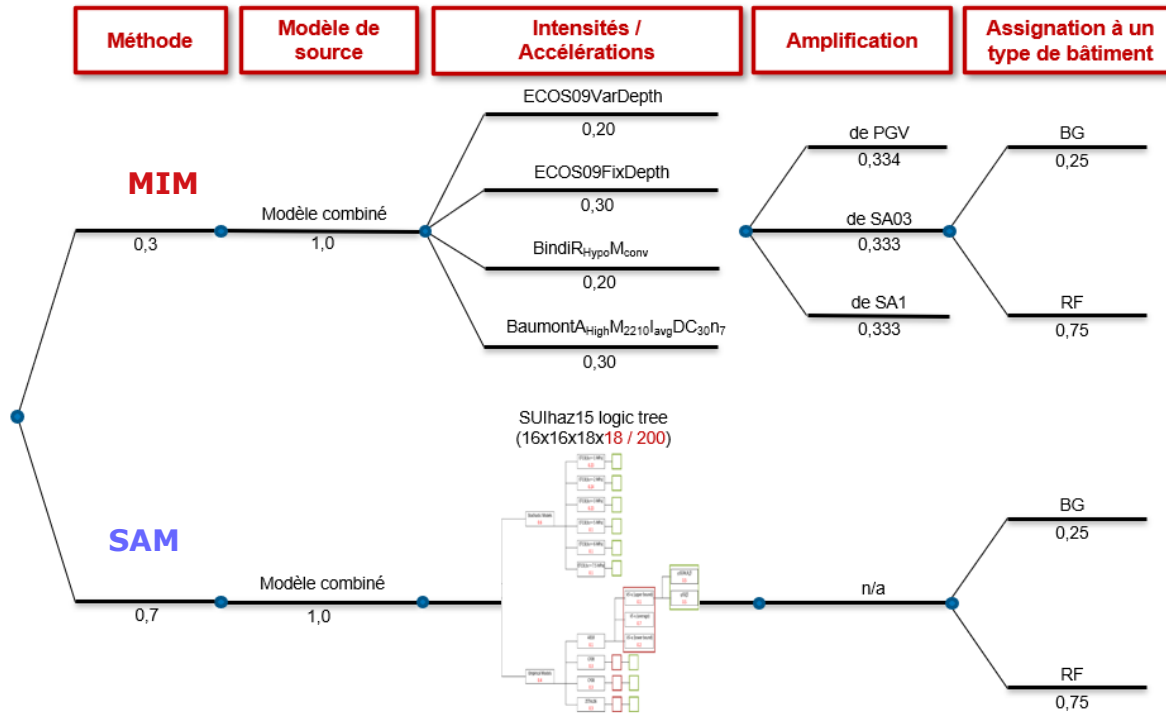 Méthode
Modèle de
source
Intensités /
Accélérations
Amplification
Assignation à un
type de bâtiment
MIM
0,3
Modèle combiné
1,0
ECOS09VarDepth
0,20
ECOS09FixDepth
0,30
BindiR_HypoM_conv
0,20
BaumontA_HighM_2210I_avgDC_30n_7
0,30
de PGV
0,334
de SA03
0,333
de SA1
0,333
BG
0,25
RF
0,75
SAM
0,7
Modèle combiné
1,0
SUIhaz15 logic tree
(16x16x18x18 / 200)
n/a
BG
0,25
RF
0,75